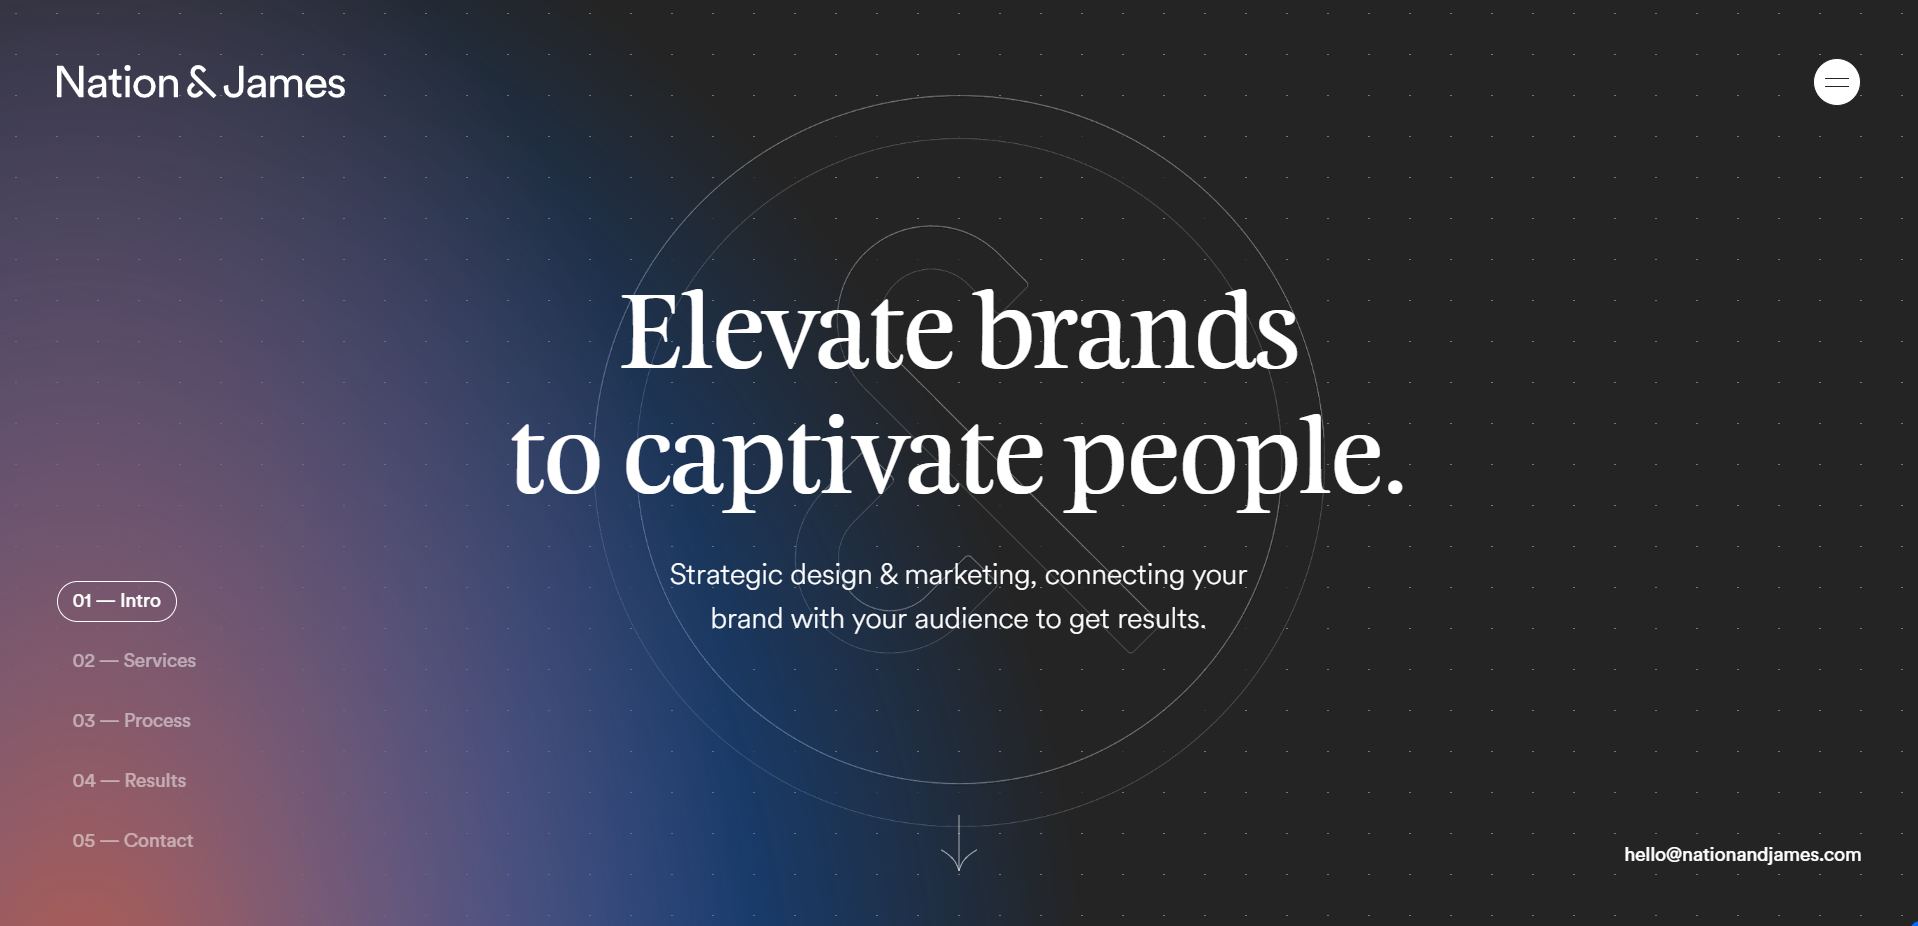 Nation & James
Elevate brands
to captivate people.
Strategic design & marketing, connecting your
brand with your audience to get results.
01 — Intro
02 — Services
03 — Process
04 — Results
05 — Contact
hello@nationandjames.com